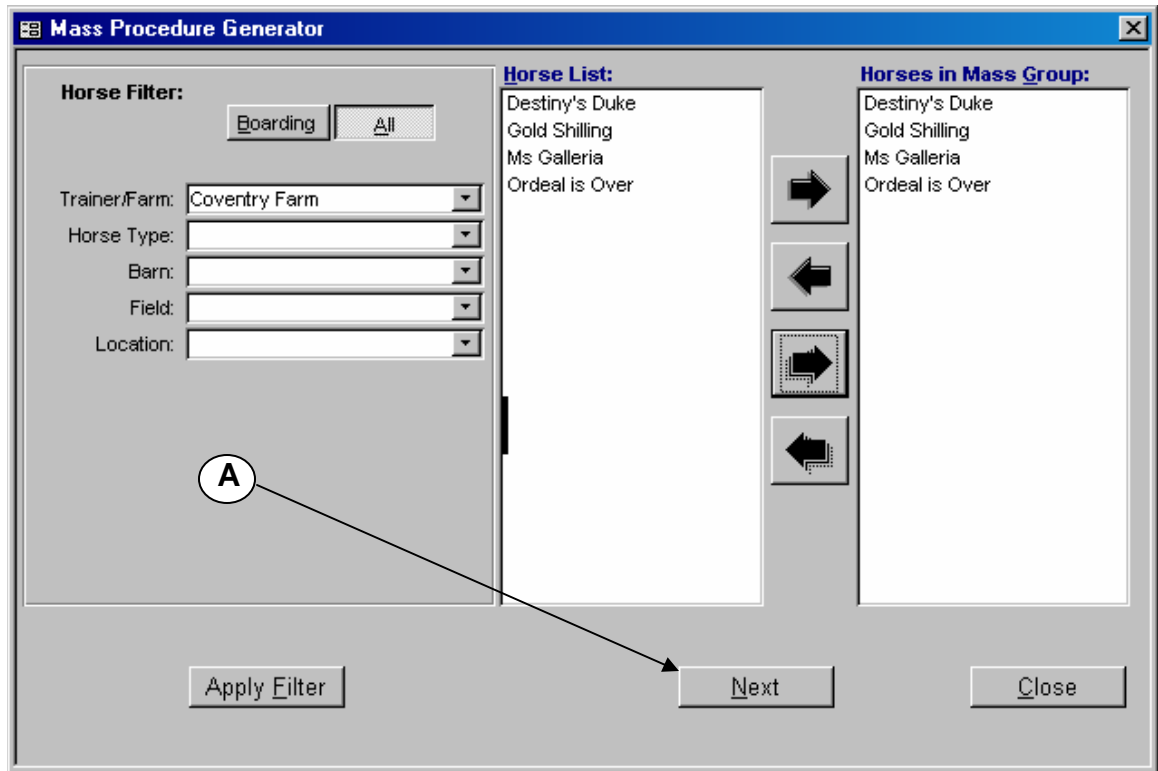 Mass Procedure Generator
Horse Filter:
Boarding
All
Trainer/Farm: Coventry Farm
Horse Type:
Barn:
Field:
Location:
Horse List:
Destiny's Duke
Gold Shilling
Ms Galleria
Ordeal is Over
Horses in Mass Group:
Destiny's Duke
Gold Shilling
Ms Galleria
Ordeal is Over
A
Apply Filter
Next
Close